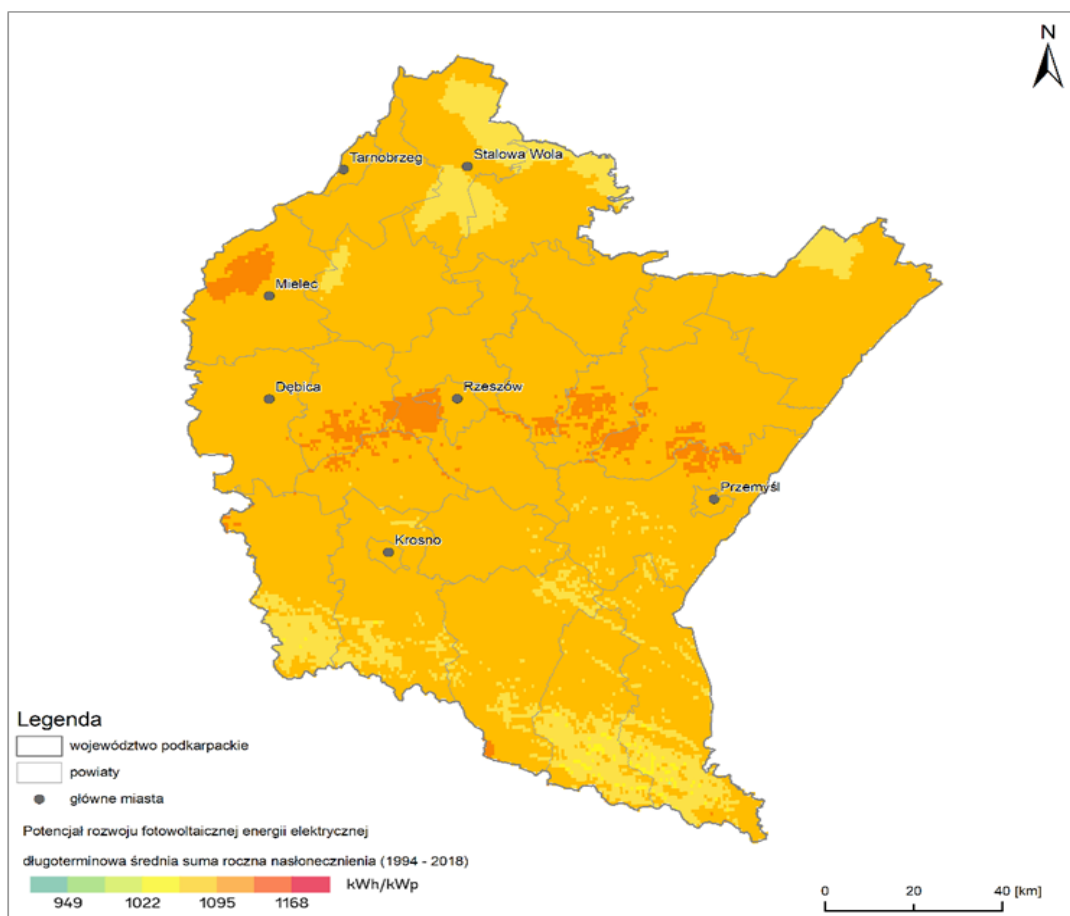 N
Tarnobrzeg
Stalowa Wola
Mielec
Dębica
Rzeszów
Przemyśl
Krosno
Legenda
województwo podkarpackie
powiaty
główne miasta
Potencjał rozwoju fotowoltaicznej energii elektrycznej
długoterminowa średnia suma roczna nasłonecznienia (1994 - 2018)
kWh/kWp
949 1022 1095 1168
0 20 40 [km]